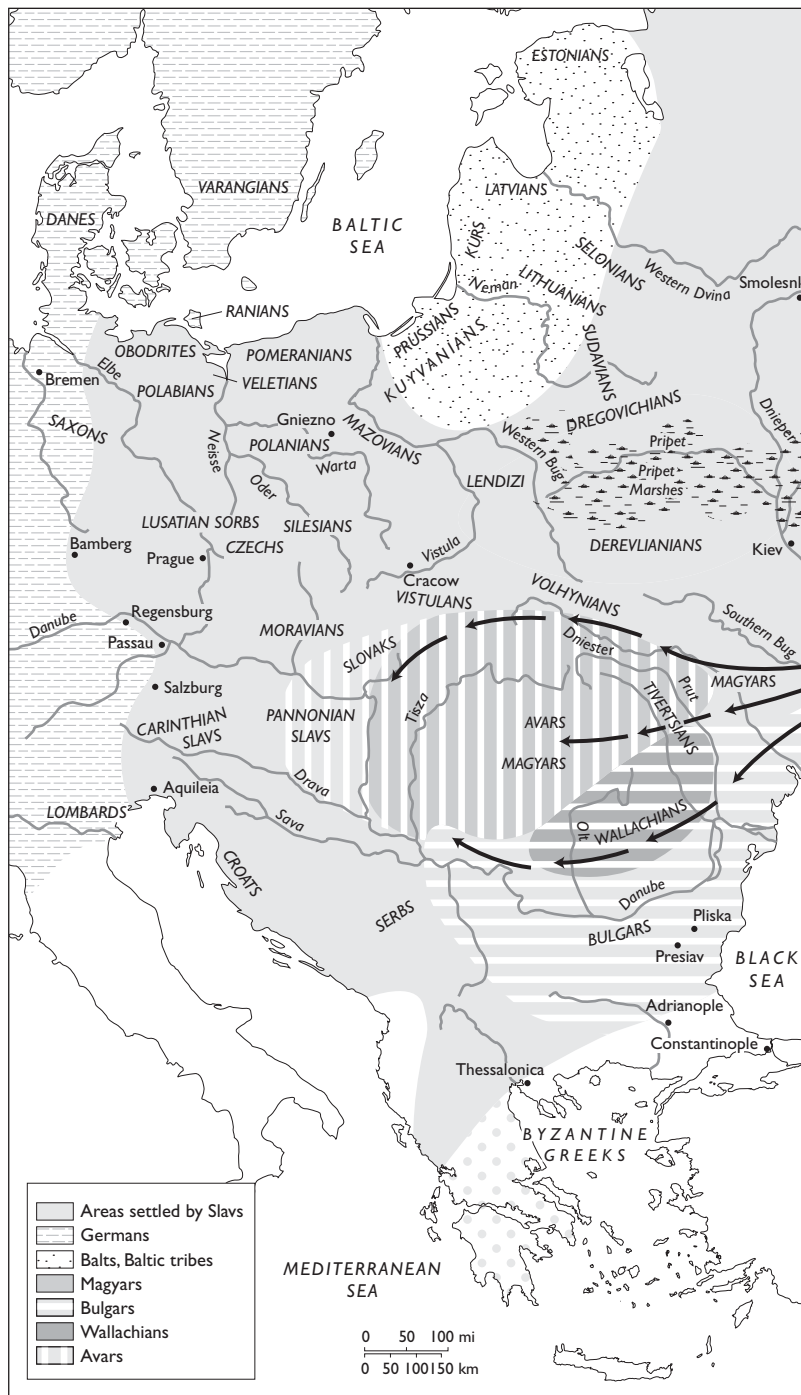 ESTONIANS
VARANGIANS
LATVIANS
DANES
BALTIC
SEA
KURS
SELONIANS
Western Dvina
Neman
LITHUANIANS
Smolesnk
RANIANS
PRUSSIANS
KUYVANIANS
SUDAVIANS
OBODRITES
POMERANIANS
Elbe
Bremen
POLABIANS
VELETIANS
DREGOVICHIANS
Dnieper
SAXONS
Gniezno
MAZOVIANS
Neisse
POLANIANS
Western Bug
Pripet
Warta
LENDIZI
Pripet
Marshes
Oder
LUSATIAN SORBS
SILESIANS
Bamberg
Prague
CZECHS
Vistula
DEREVLIANIANS
Kiev
Cracow
VISTULANS
VOLHYNIANS
Danube
Regensburg
Southern Bug
Passau
MORAVIANS
SLOVAKS
Dniester
Prut
MAGYARS
Salzburg
Tisza
TIVERTSIANS
CARINTHIAN
SLAVS
PANNONIAN
SLAVS
AVARS
MAGYARS
Drava
Aquileia
LOMBARDS
Sava
Olt
WALLACHIANS
CROATS
Danube
SERBS
Pliska
BULGARS
Presiav
BLACK
SEA
Adrianople
Constantinople
Thessalonica
BYZANTINE
GREEKS
Areas settled by Slavs
Germans
Balts, Baltic tribes
Magyars
Bulgars
Wallachians
Avars
MEDITERRANEAN
SEA
0 50 100 mi
0 50 100 150 km